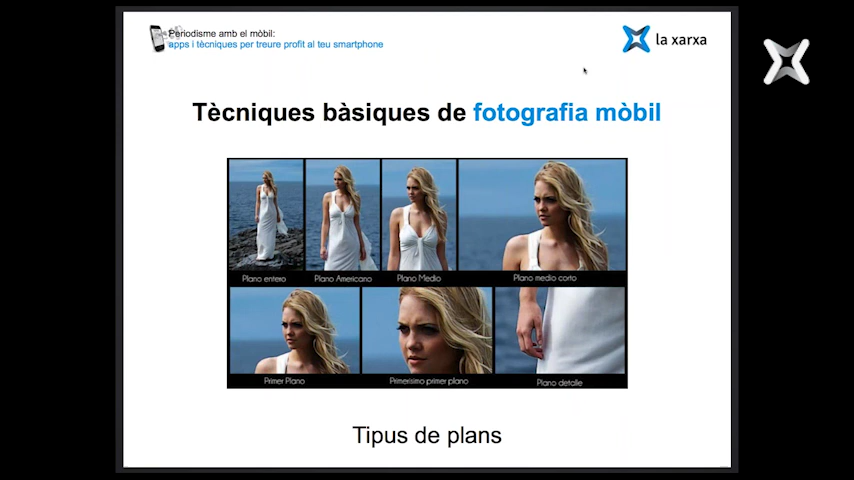 Periodisme amb el mòbil:
apps i tècniques per treure profit al teu smartphone
la xarxa
Tècniques bàsiques de fotografia mòbil
Plano entero
Plano Americano
Plano Medio
Plano medio corto
Primer Plano
Primerisimo primer plano
Plano detalle
Tipus de plans